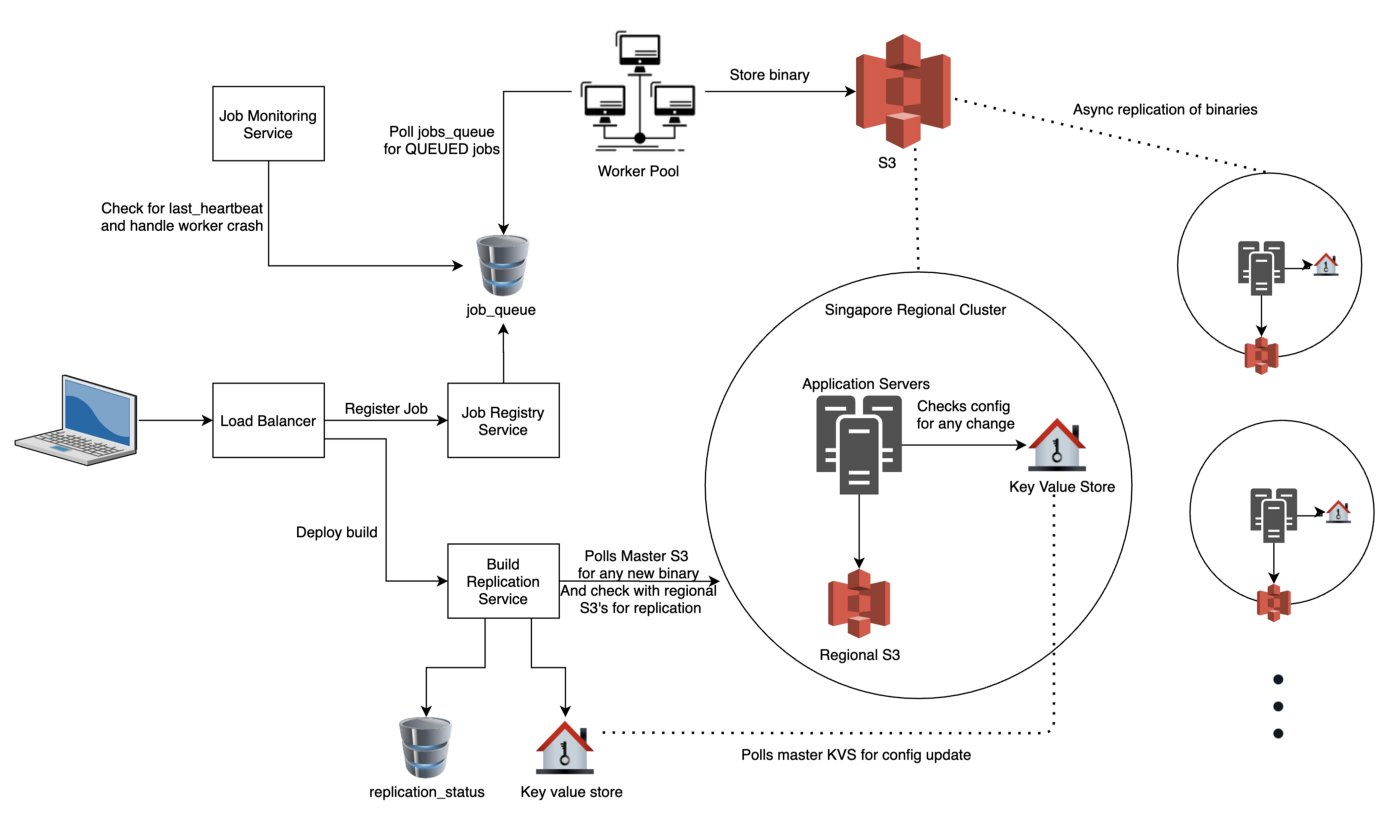 Store binary
Async replication of binaries
Job Monitoring
Service
Poll jobs_queue
for QUEUED jobs
Worker Pool
S3
Check for last_heartbeat
and handle worker crash
job_queue
Singapore Regional Cluster
Application Servers
Checks config
for any change
Load Balancer
Register Job
Job Registry
Service
Key Value Store
Deploy build
Build
Replication
Service
Polls Master S3
for any new binary
And check with regional
S3's for replication
Regional S3
Polls master KVS for config update
replication_status
Key value store